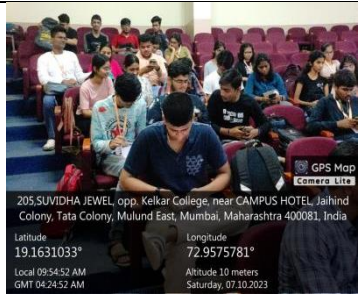 GPS Map
Camera Lite
205,SUVIDHA JEWEL, opp. Kelkar College, near CAMPUS HOTEL, Jaihind
Colony, Tata Colony, Mulund East, Mumbai, Maharashtra 400081, India
Latitude
19.1631033°
Longitude
72.9575781°
Local 09:54:52 AM
GMT 04:24:52 AM
Altitude 10 meters
Saturday, 07.10.2023